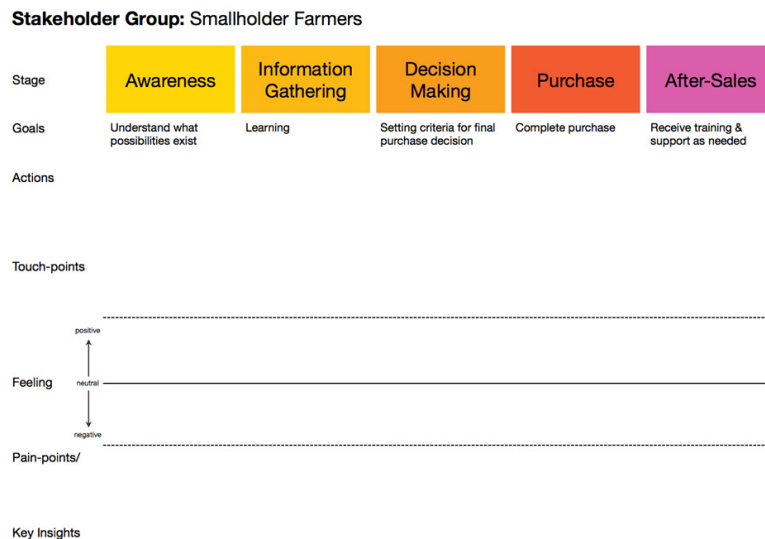 Stakeholder Group: Smallholder Farmers
Stage
Awareness
Information
Gathering
Decision
Making
Purchase
After-Sales
Goals
Understand what
possibilities exist
Learning
Setting criteria for final
purchase decision
Complete purchase
Receive training &
support as needed
Actions
Touch-points
positive
Feeling
neutral
negative
Pain-points/
Key Insights